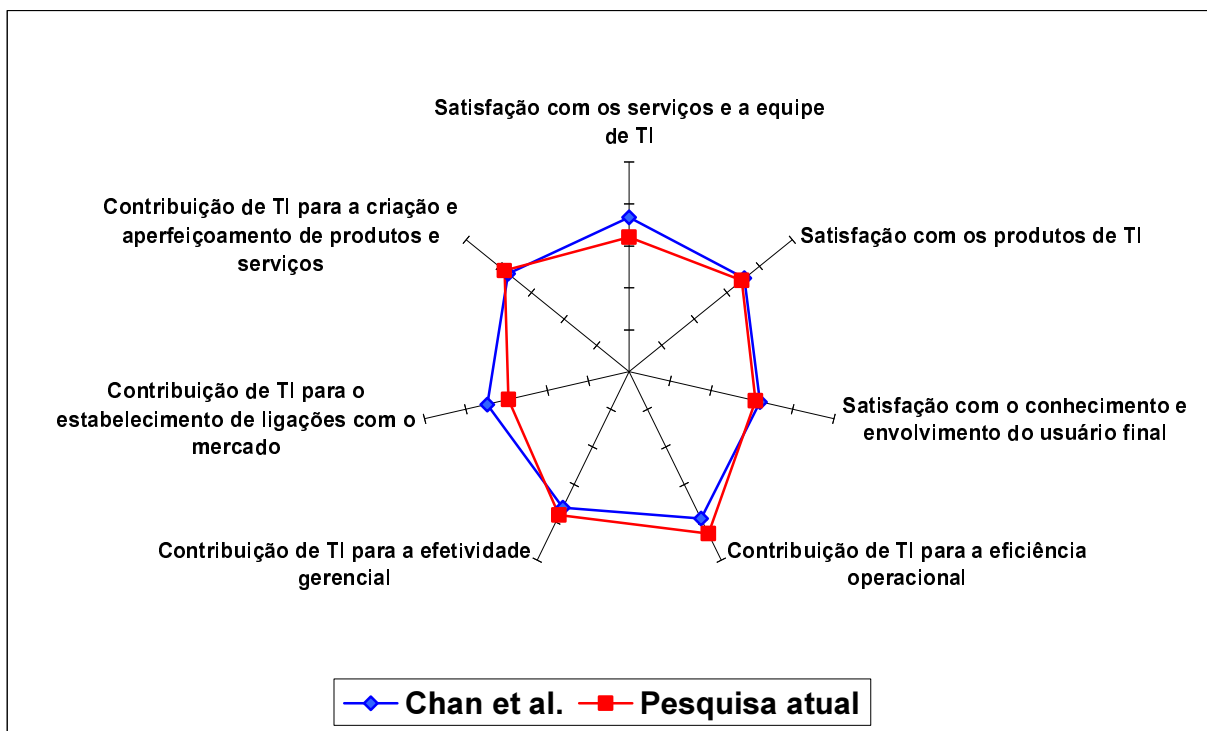 Satisfação com os serviços e a equipe
de TI
Contribuição de TI para a criação e
aperfeiçoamento de produtos e
serviços
Satisfação com os produtos de TI
Contribuição de TI para o
estabelecimento de ligações com o
mercado
Satisfação com o conhecimento e
envolvimento do usuário final
Contribuição de TI para a efetividade
gerencial
Contribuição de TI para a eficiência
operacional
Chan et al.
Pesquisa atual